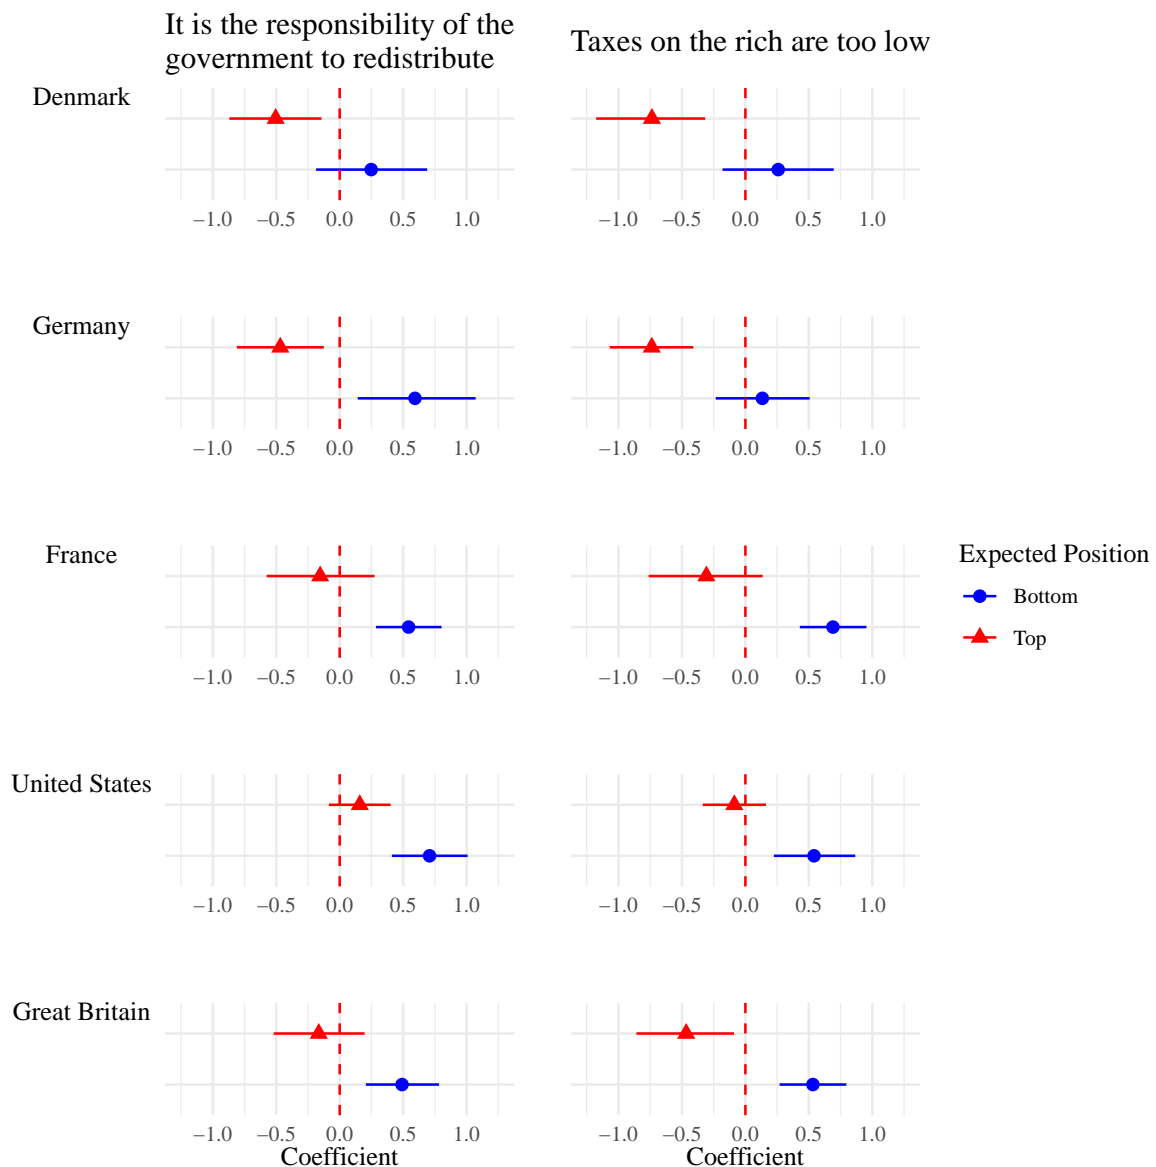 It is the responsibility of the
government to redistribute
Taxes on the rich are too low
Denmark
−1.0 −0.5 0.0 0.5 1.0
−1.0 −0.5 0.0 0.5 1.0
Germany
−1.0 −0.5 0.0 0.5 1.0
−1.0 −0.5 0.0 0.5 1.0
France
−1.0 −0.5 0.0 0.5 1.0
−1.0 −0.5 0.0 0.5 1.0
Expected Position
Bottom
Top
United States
−1.0 −0.5 0.0 0.5 1.0
−1.0 −0.5 0.0 0.5 1.0
Great Britain
−1.0 −0.5 0.0 0.5 1.0
Coefficient
−1.0 −0.5 0.0 0.5 1.0
Coefficient